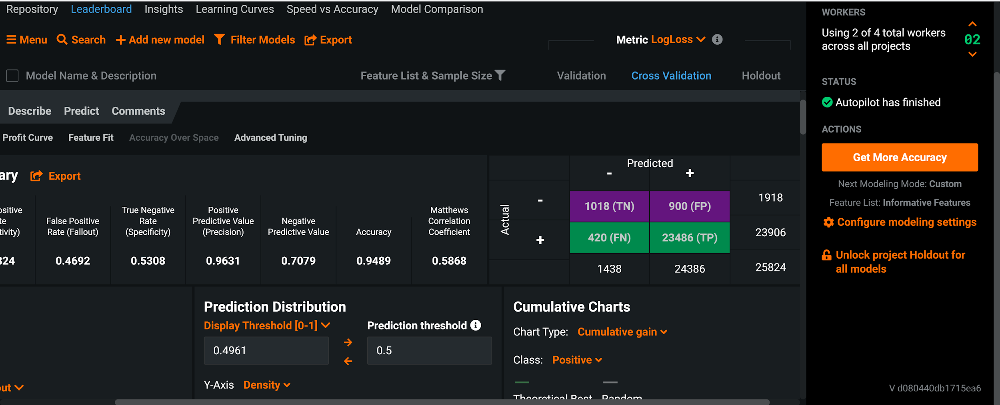 Repository Leaderboard Insights Learning Curves Speed vs Accuracy Model Comparison
Menu Search Add new model Filter Models Export
Metric LogLoss
Model Name & Description Feature List & Sample Size Validation Cross Validation Holdout
Describe Predict Comments
Profit Curve Feature Fit Accuracy Over Space Advanced Tuning
ary Export
ositive
te
tivity)
324
False Positive
Rate (Fallout)
0.4692
True Negative
Rate
(Specificity)
0.5308
Positive
Predictive Value
(Precision)
0.9631
Negative
Predictive Value
0.7079
Accuracy
0.9489
Matthews
Correlation
Coefficient
0.5868
Predicted
- +
Actual
- 1018 (TN) 900 (FP) 1918
+ 420 (FN) 23486 (TP) 23906
1438 24386 25824
out
Prediction Distribution
Display Threshold [0-1] Prediction threshold
0.4961 0.5
Y-Axis Density
Cumulative Charts
Chart Type: Cumulative gain
Class: Positive
Theoretical Best Random
WORKERS
Using 2 of 4 total workers
across all projects
02
STATUS
Autopilot has finished
ACTIONS
Get More Accuracy
Next Modeling Mode: Custom
Feature List: Informative Features
Configure modeling settings
Unlock project Holdout for
all models
V d080440db1715ea6